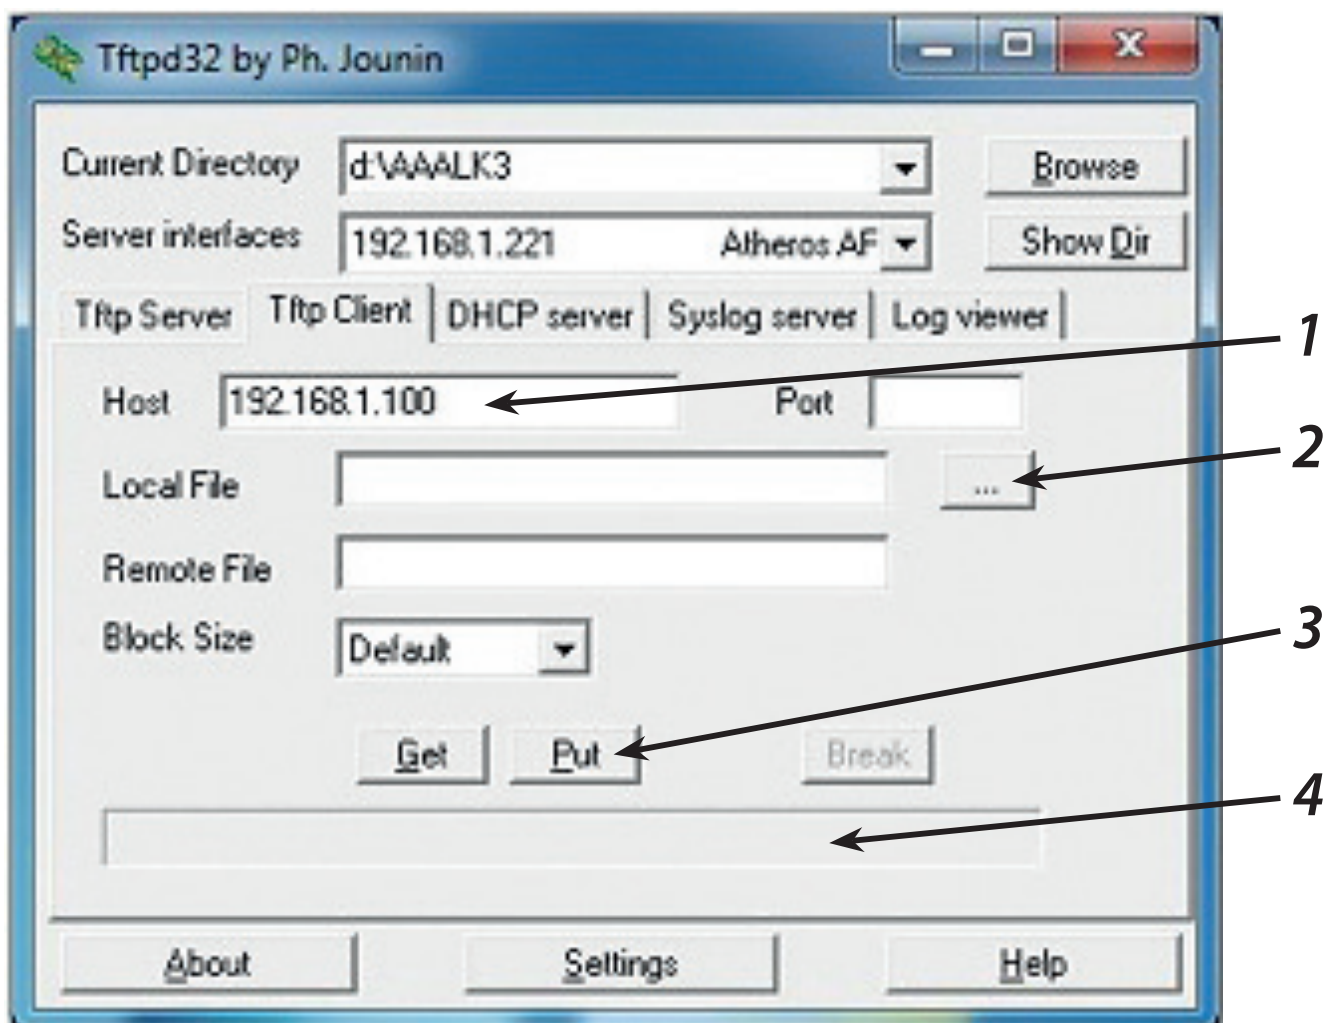 Tftpd32 by Ph. Jounin
Current Directory d:\AAALK3 Browse
Server interfaces 192.168.1.221 Atheros AF Show Dir
Tftp Server Tftp Client DHCP server Syslog server Log viewer
1
Host 192.168.1.100 Port
2
Local File ...
Remote File
Block Size Default
3
Get Put Break
4
About Settings Help